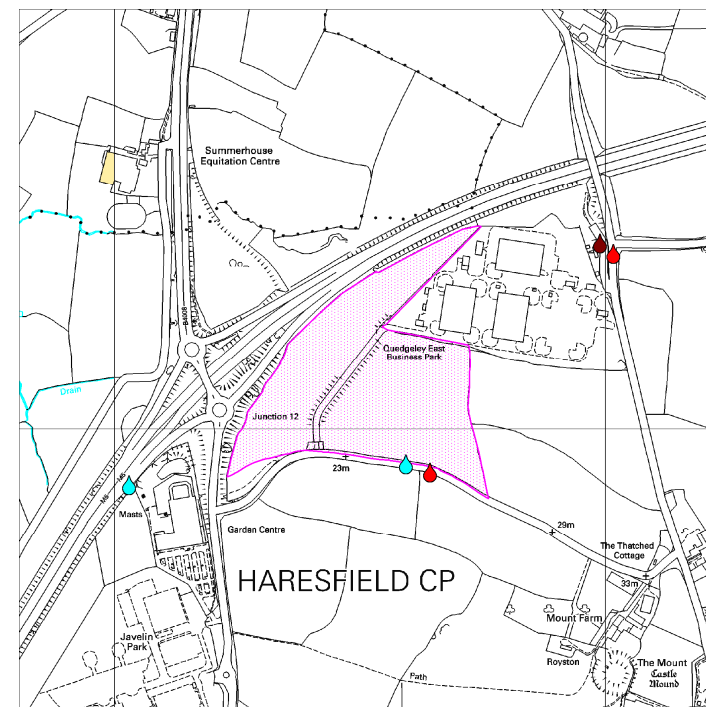 Summerhouse
Equitation Centre
B4008
Quedgeley East
Business Park
Drain
Junction 12
23m
M5
M5
Masts
Garden Centre
29m
The Thatched
Cottage
33m
HARESFIELD CP
Mount Farm
Javelin
Park
Royston
The Mount
Castle
Mound
Path